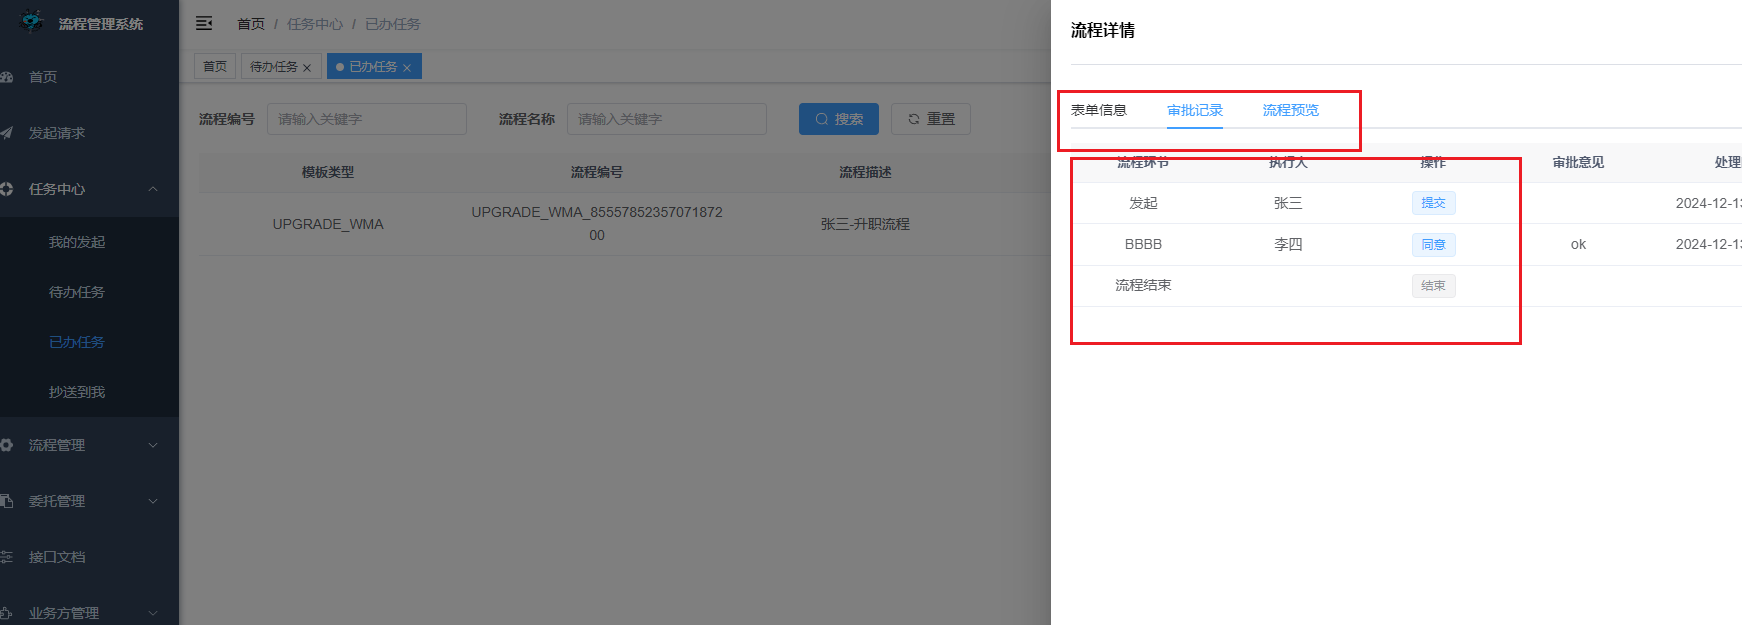 流程管理系统
首页
发起请求
任务中心
我的发起
待办任务
已办任务
抄送到我
流程管理
委托管理
接口文档
业务方管理
首页 / 任务中心 / 已办任务
首页 待办任务 已办任务
流程编号 请输入关键字 流程名称 请输入关键字 搜索 重置
模板类型 流程编号 流程描述
UPGRADE_WMA UPGRADE_WMA_85557852357071872
00 张三-升职流程
流程详情
表单信息 审批记录 流程预览
流程环节 执行人 操作 审批意见 处理
发起 张三 提交 2024-12-13
BBBB 李四 同意 ok 2024-12-13
流程结束 结束